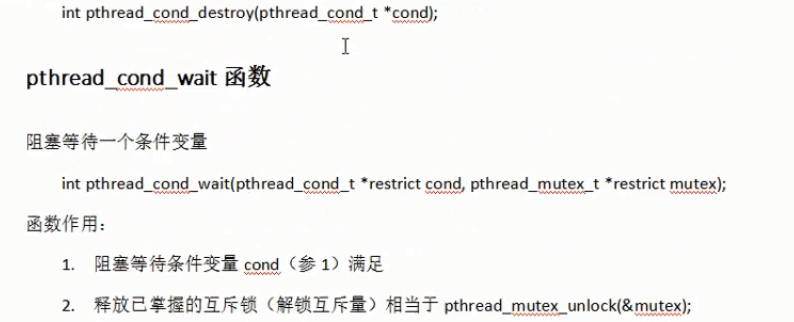 int pthread_cond_destroy(pthread_cond_t *cond);
pthread_cond_wait 函数
阻塞等待一个条件变量
int pthread_cond_wait(pthread_cond_t *restrict cond, pthread_mutex_t *restrict mutex);
函数作用：
1. 阻塞等待条件变量 cond（参 1）满足
2. 释放已掌握的互斥锁（解锁互斥量）相当于 pthread_mutex_unlock(&mutex);